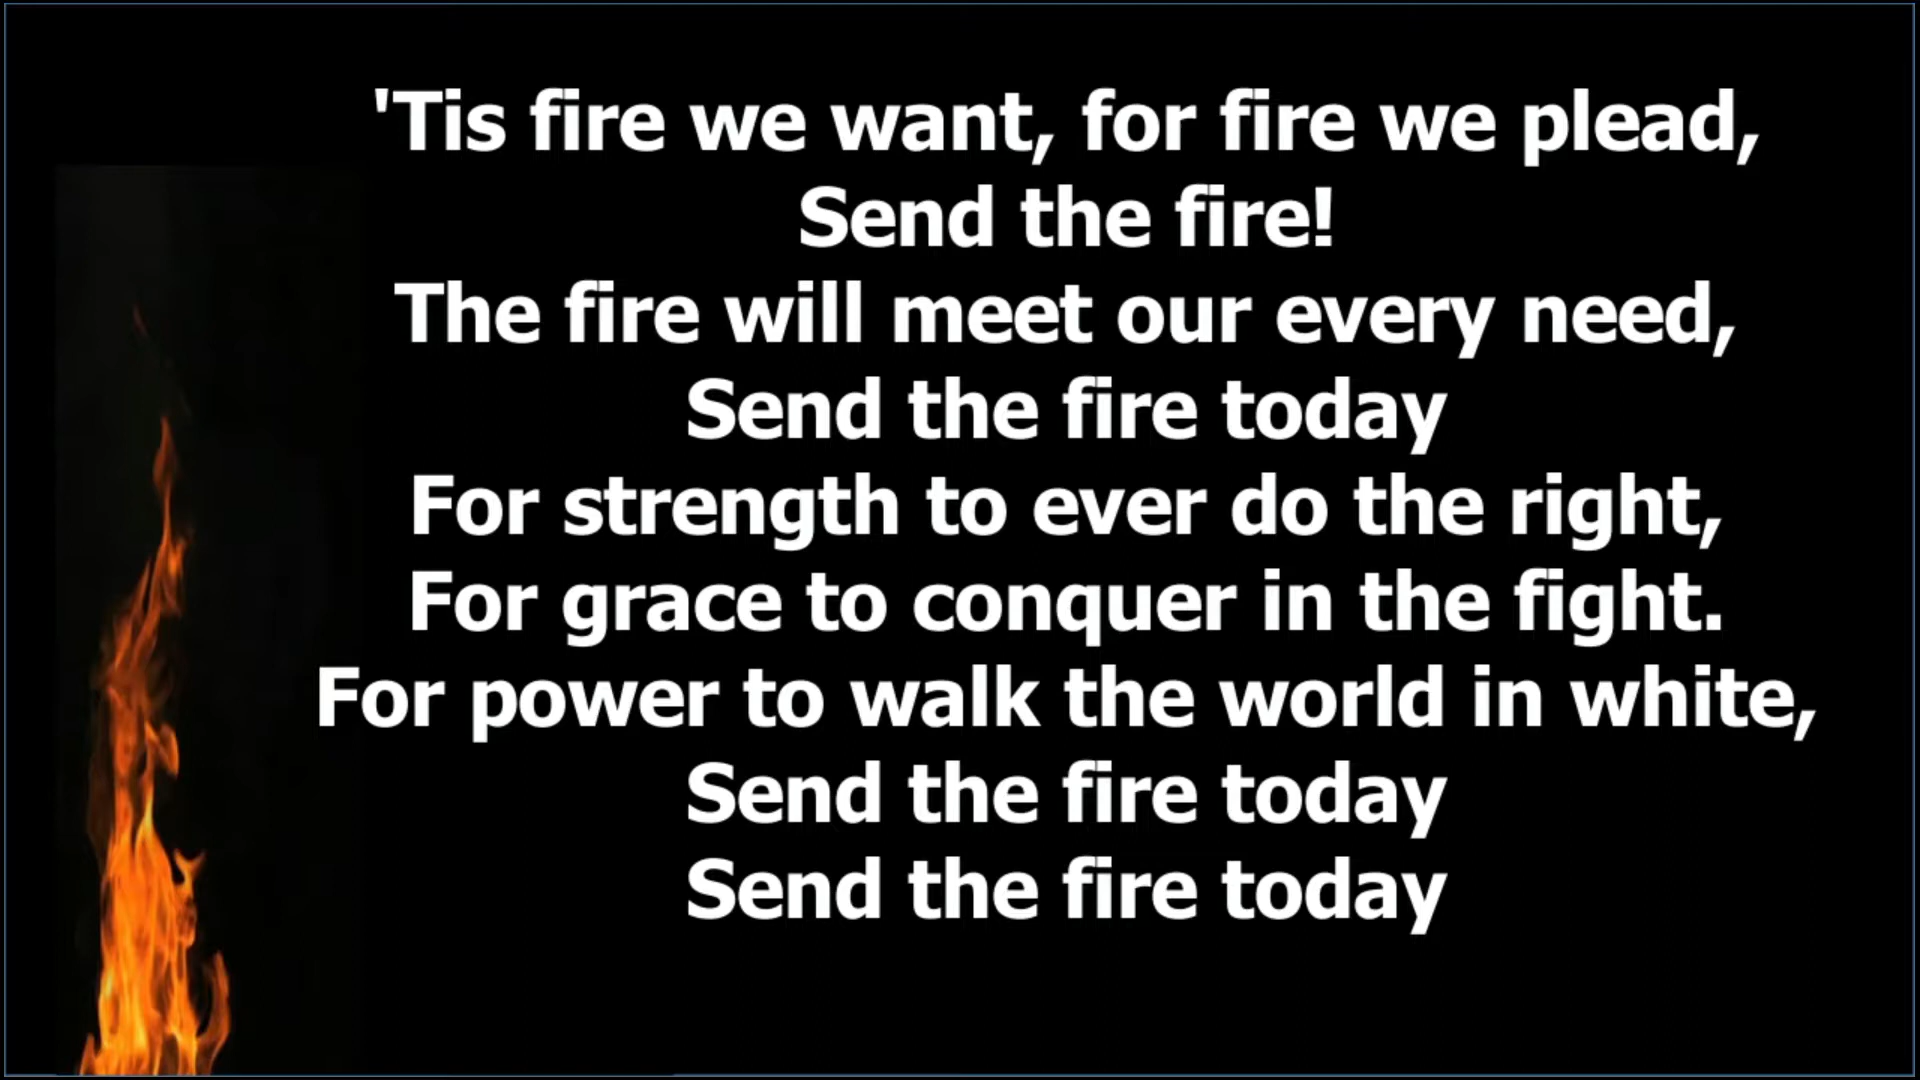 'Tis fire we want, for fire we plead,
Send the fire!
The fire will meet our every need,
Send the fire today
For strength to ever do the right,
For grace to conquer in the fight.
For power to walk the world in white,
Send the fire today
Send the fire today